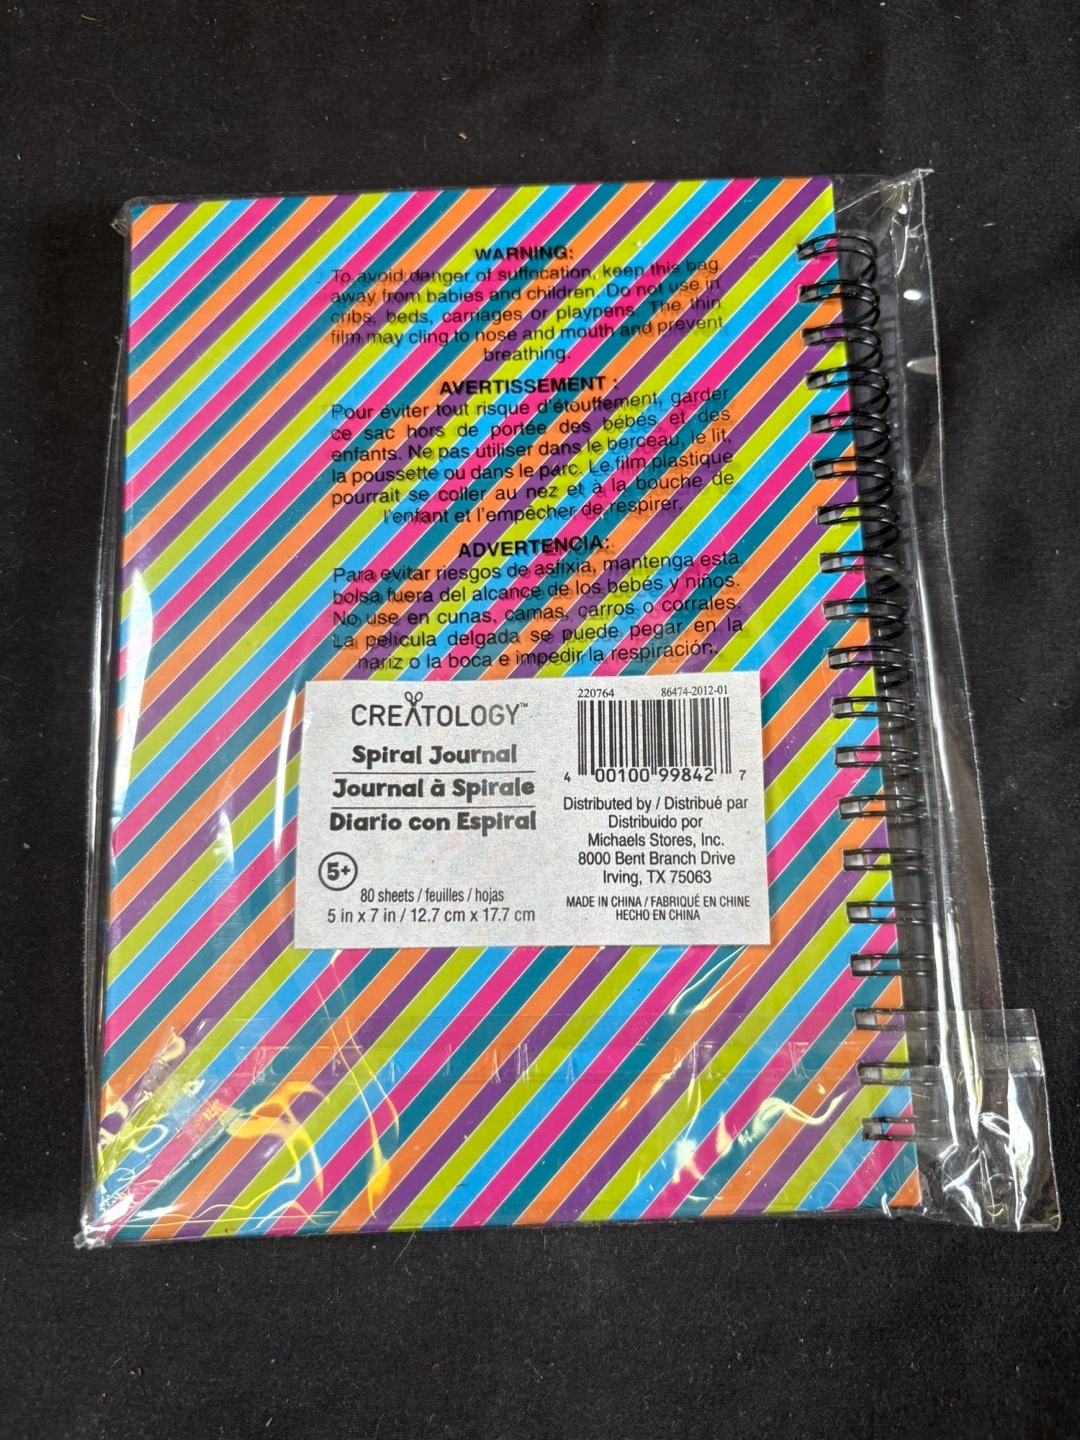 WARNING:
To avoid danger of suffocation, keep this bag
away from babies and children. Do not use in
cribs, beds, carriages or playpens. The thin
film may cling to nose and mouth and prevent
breathing.
AVERTISSEMENT :
Pour éviter tout risque d'étouffement, garder
ce sac hors de portée des bébés et des
enfants. Ne pas utiliser dans le berceau, le lit,
la poussette ou dans le parc. Le film plastique
pourrait se coller au nez et à la bouche de
l'enfant et l'empêcher de respirer.
ADVERTENCIA:
Para evitar riesgos de asfixia, mantenga esta
bolsa fuera del alcance de los bebés y niños.
No use en cunas, camas, carros o corrales.
La película delgada se puede pegar en la
nariz o la boca e impedir la respiración.
CREATOLOGY™
Spiral Journal
Journal à Spirale
Diario con Espiral
5+
80 sheets / feuilles / hojas
5 in x 7 in / 12.7 cm x 17.7 cm
220764 86474-2012-01
4 00100 99842 7
Distributed by / Distribué par
Distribuido por
Michaels Stores, Inc.
8000 Bent Branch Drive
Irving, TX 75063
MADE IN CHINA / FABRIQUÉ EN CHINE
HECHO EN CHINA